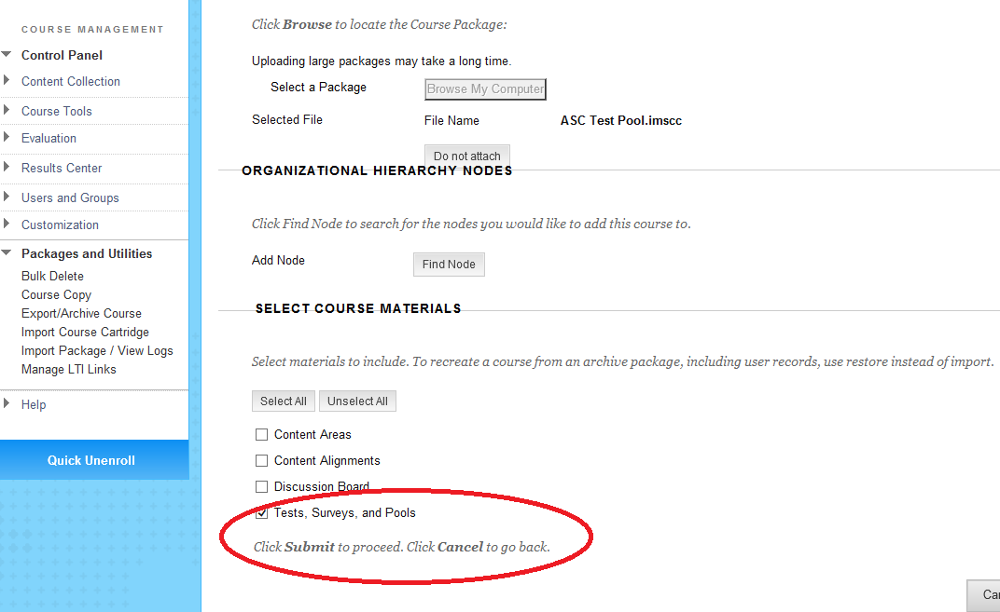 COURSE MANAGEMENT
Control Panel
Content Collection
Course Tools
Evaluation
Results Center
Users and Groups
Customization
Packages and Utilities
Bulk Delete
Course Copy
Export/Archive Course
Import Course Cartridge
Import Package / View Logs
Manage LTI Links
Help
Quick Unenroll
Click Browse to locate the Course Package:
Uploading large packages may take a long time.
Select a Package Browse My Computer
Selected File File Name ASC Test Pool.imscc
Do not attach
ORGANIZATIONAL HIERARCHY NODES
Click Find Node to search for the nodes you would like to add this course to.
Add Node Find Node
SELECT COURSE MATERIALS
Select materials to include. To recreate a course from an archive package, including user records, use restore instead of import.
Select All Unselect All
Content Areas
Content Alignments
Discussion Board
Tests, Surveys, and Pools
Click Submit to proceed. Click Cancel to go back.